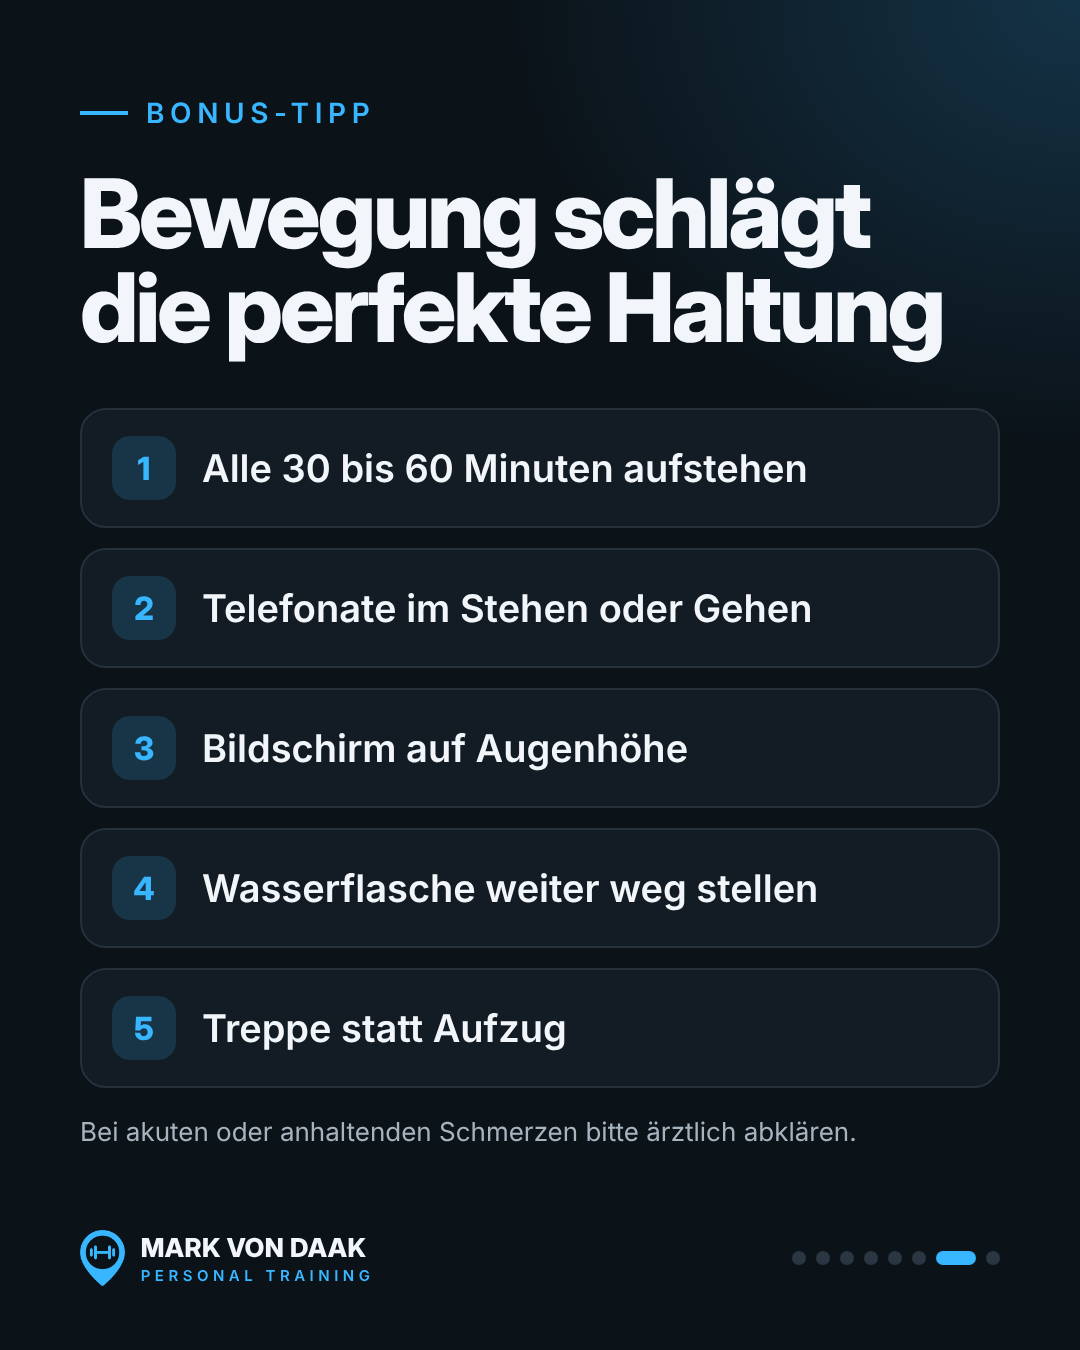 BONUS-TIPP
Bewegung schlägt
die perfekte Haltung
1 Alle 30 bis 60 Minuten aufstehen
2 Telefonate im Stehen oder Gehen
3 Bildschirm auf Augenhöhe
4 Wasserflasche weiter weg stellen
5 Treppe statt Aufzug
Bei akuten oder anhaltenden Schmerzen bitte ärztlich abklären.
MARK VON DAAK
PERSONAL TRAINING